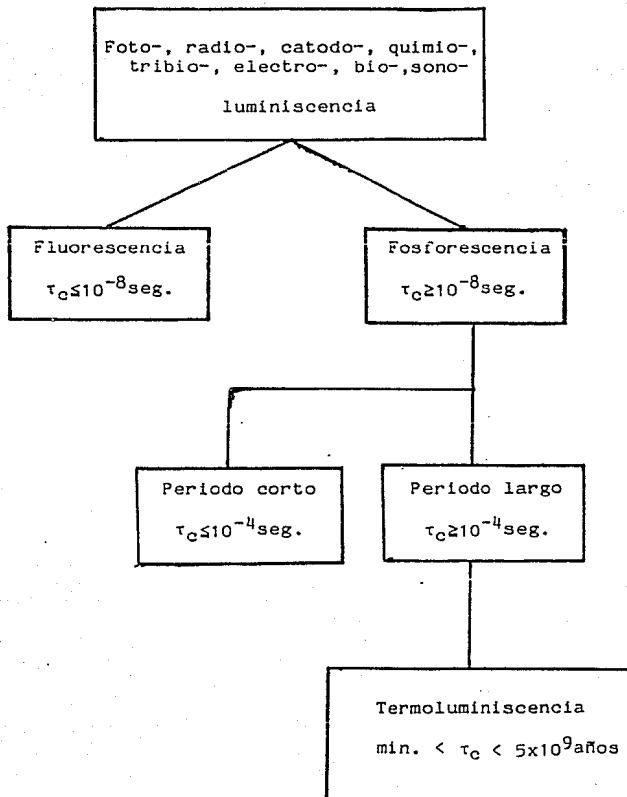 Foto-, radio-, catodo-, quimio-,
tribio-, electro-, bio-,sono-
luminiscencia
Fluorescencia
τc≤10⁻⁸seg.
Fosforescencia
τc≥10⁻⁸seg.
Periodo corto
τc≤10⁻⁴seg.
Periodo largo
τc≥10⁻⁴seg.
Termoluminiscencia
min. < τc < 5x10⁹años